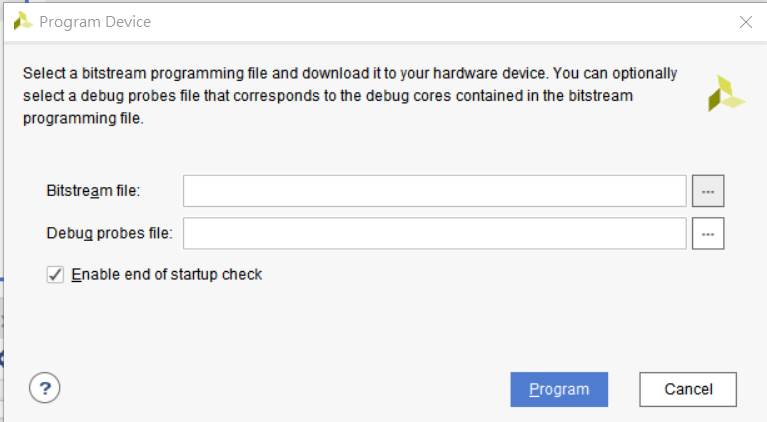 Program Device
Select a bitstream programming file and download it to your hardware device. You can optionally
select a debug probes file that corresponds to the debug cores contained in the bitstream
programming file.
Bitstream file:
...
Debug probes file:
...
Enable end of startup check
?
Program
Cancel